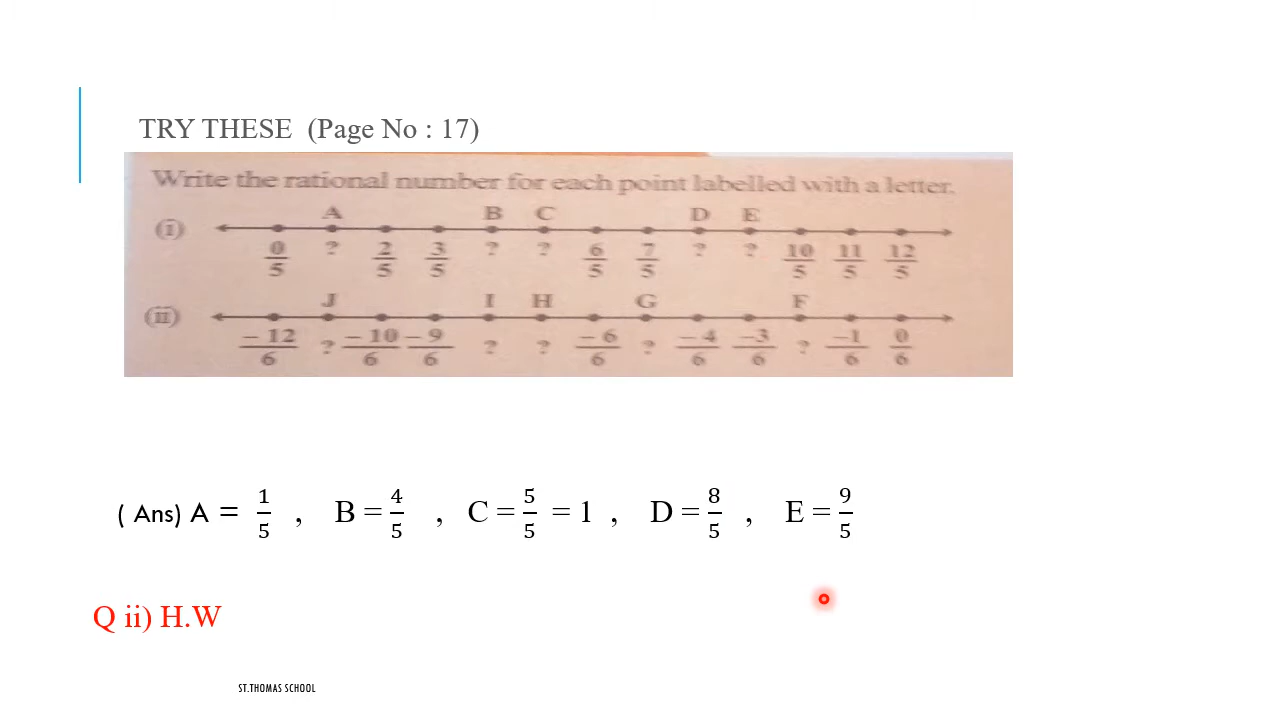 TRY THESE (Page No : 17)
Write the rational number for each point labelled with a letter.
A B C D E
(i)
0/5 ? 2/5 3/5 ? ? 6/5 7/5 ? ? 10/5 11/5 12/5
J I H G F
(ii)
-12/6 ? -10/6 -9/6 ? ? -6/6 ? -4/6 -3/6 ? -1/6 0/6
( Ans) A = 1/5 , B = 4/5 , C = 5/5 = 1 , D = 8/5 , E = 9/5
Q ii) H.W
ST.THOMAS SCHOOL